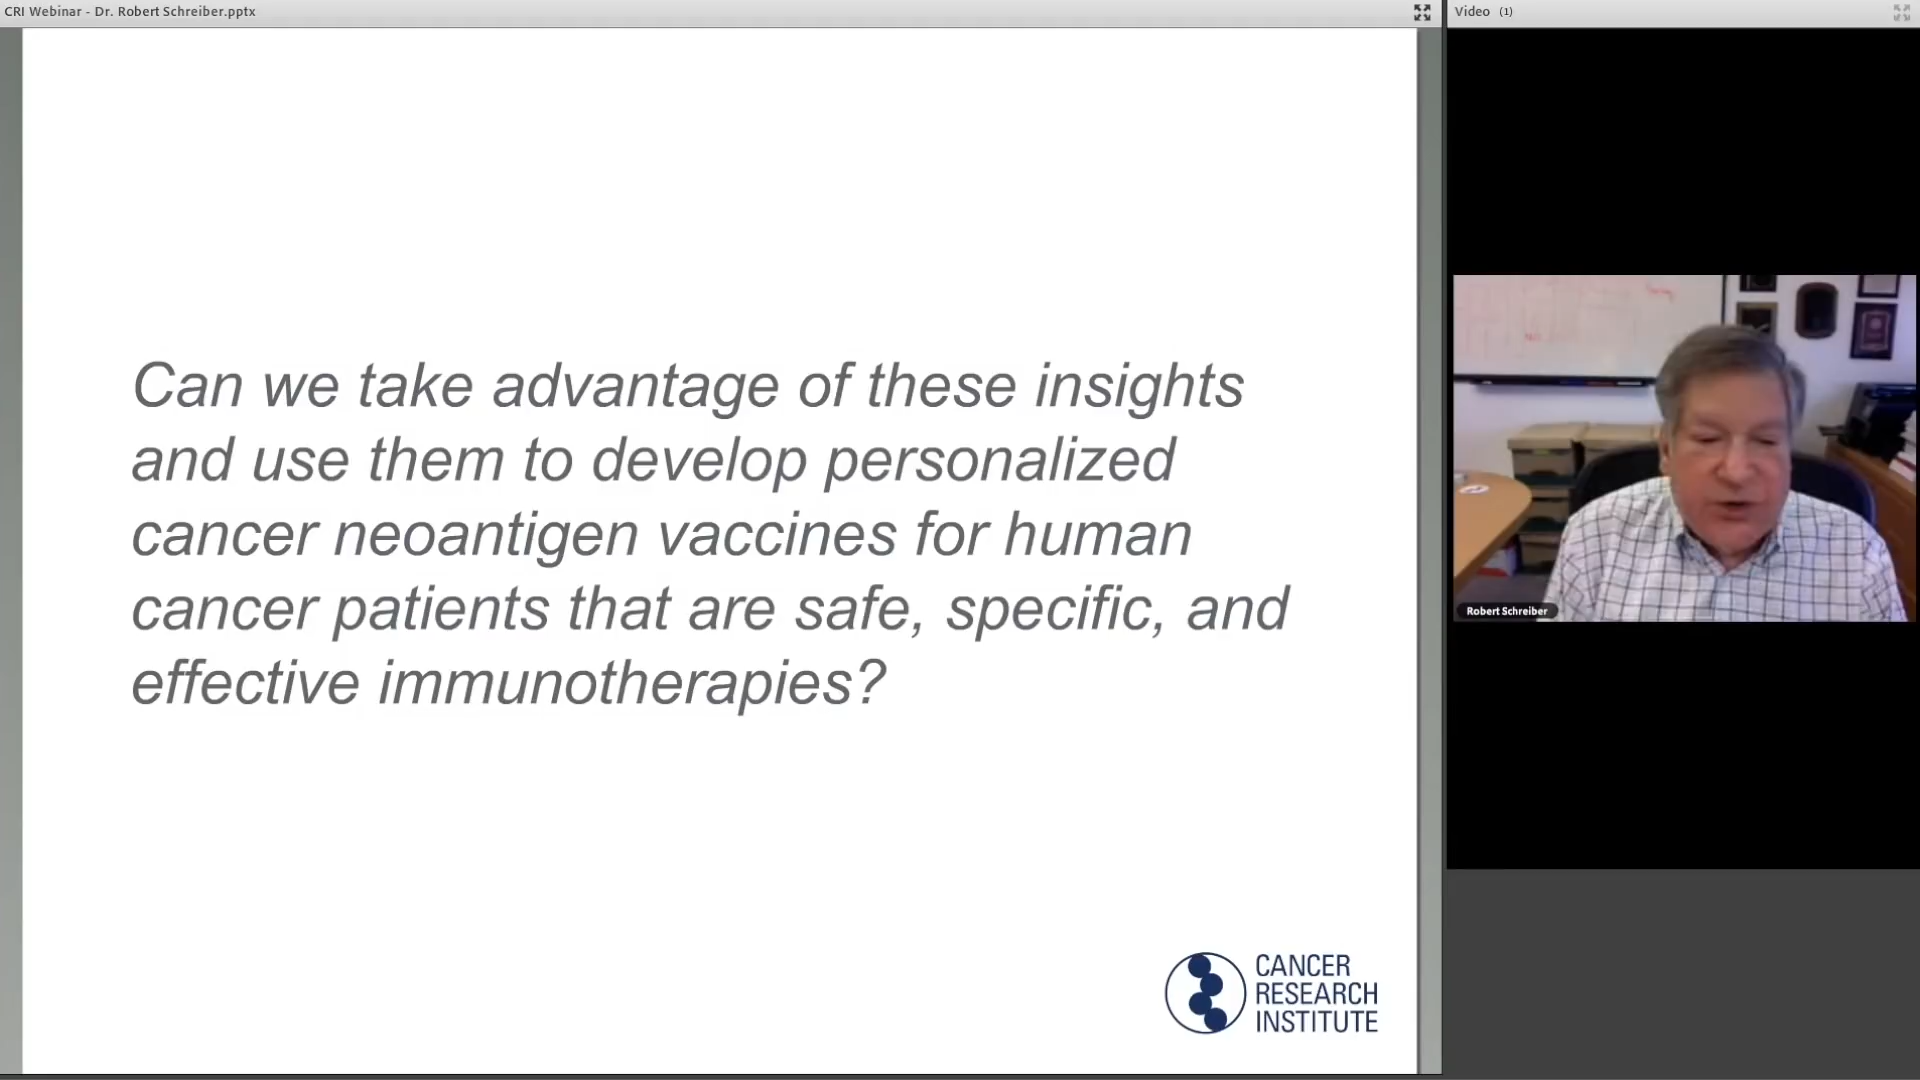 CRI Webinar - Dr. Robert Schreiber.pptx
Video (1)
Can we take advantage of these insights
and use them to develop personalized
cancer neoantigen vaccines for human
cancer patients that are safe, specific, and
effective immunotherapies?
Robert Schreiber
CANCER
RESEARCH
INSTITUTE